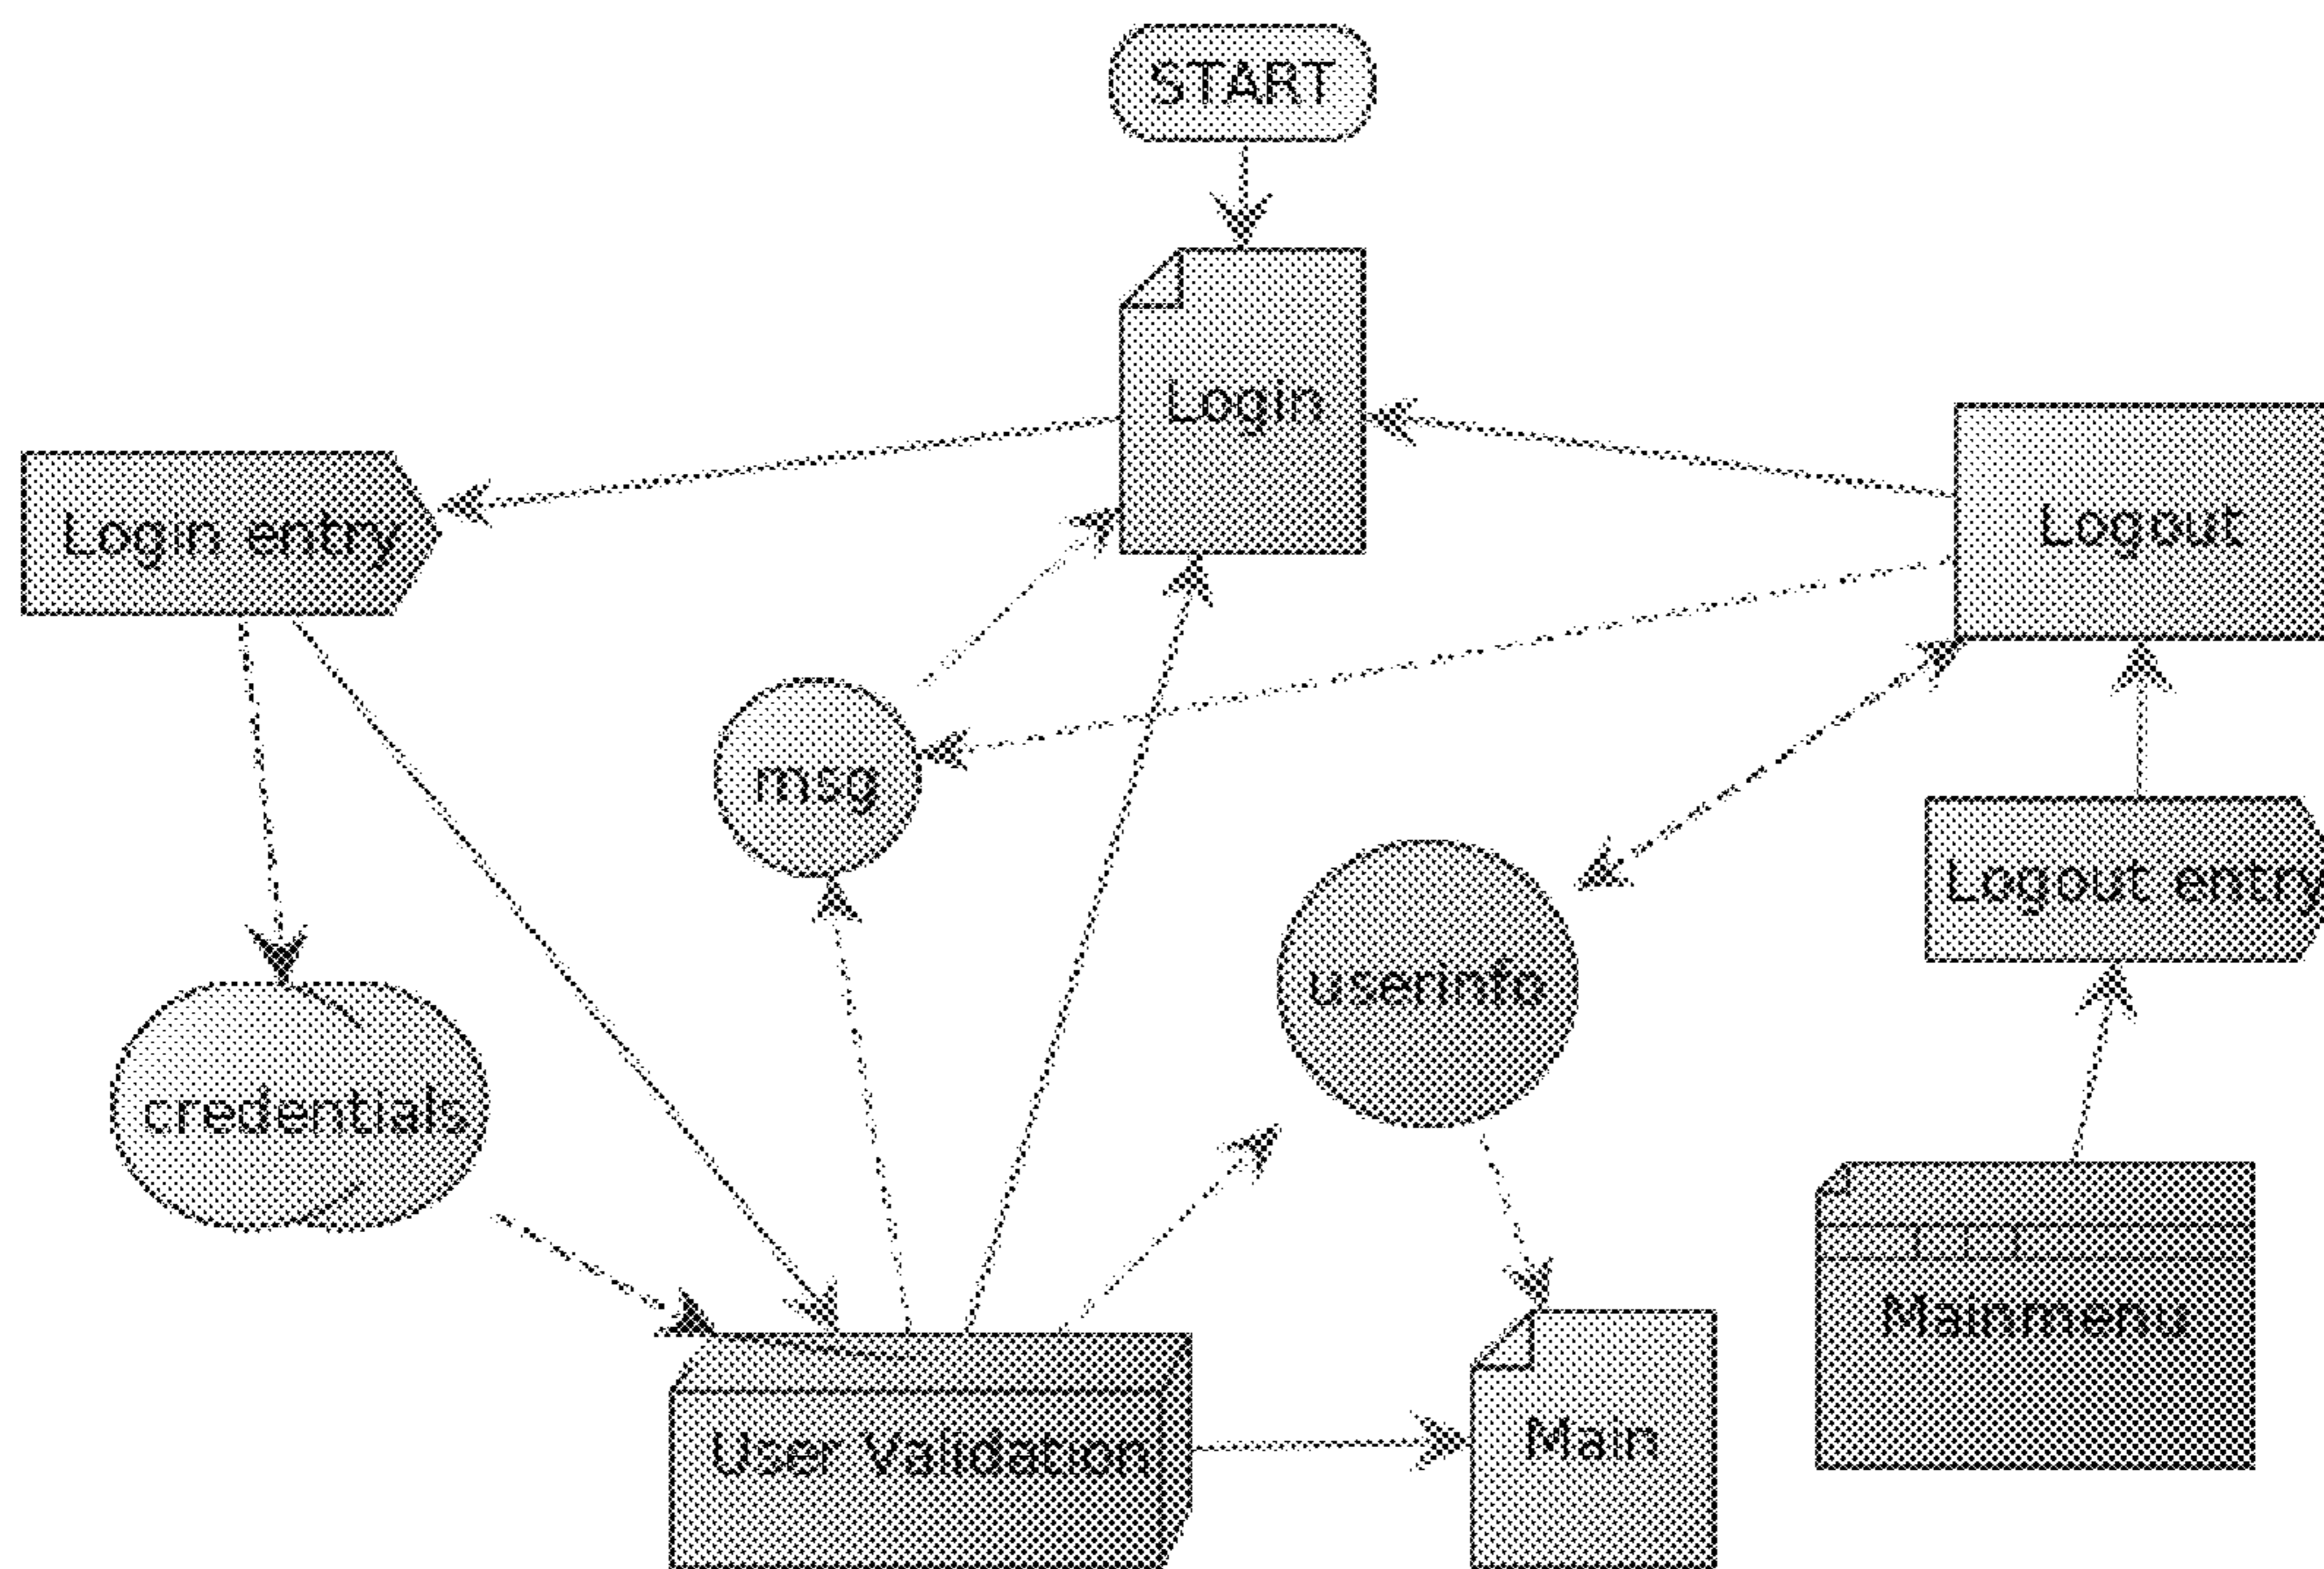 START
Login
Login entry
Logout
msg
Logout entry
userinfo
credentials
Mainmenu
Main
User Validation